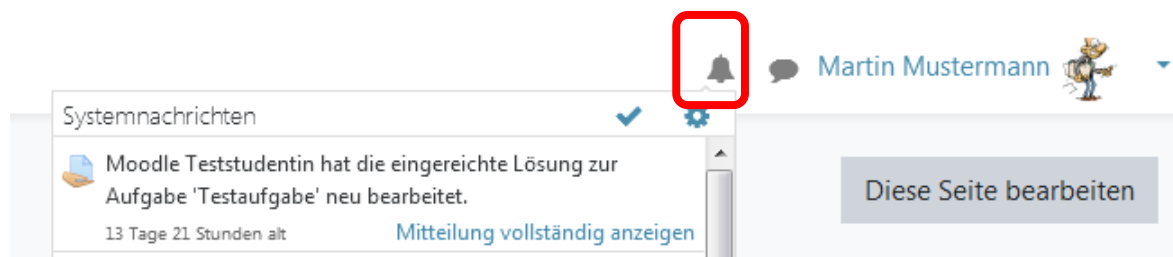 Martin Mustermann
Systemnachrichten
Moodle Teststudentin hat die eingereichte Lösung zur
Aufgabe 'Testaufgabe' neu bearbeitet.
13 Tage 21 Stunden alt Mitteilung vollständig anzeigen
Diese Seite bearbeiten